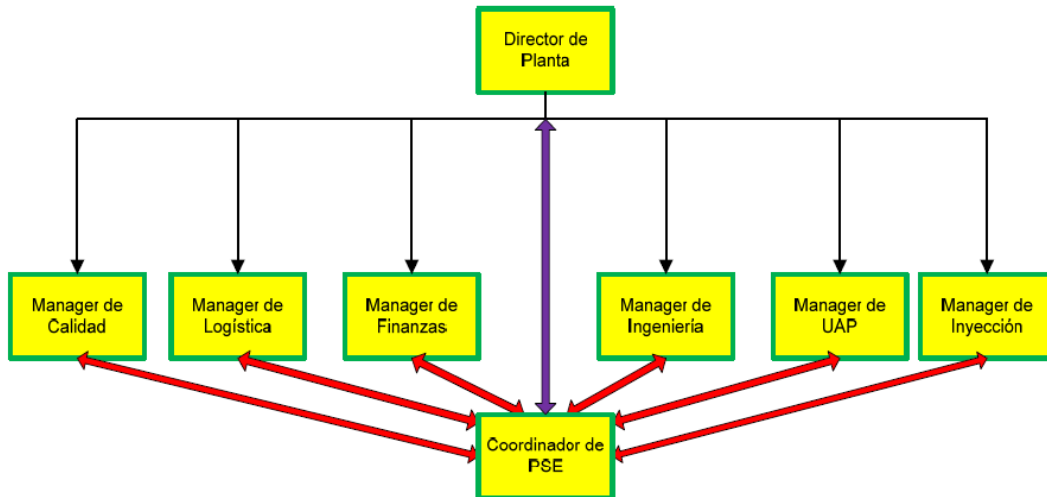 Director de
Planta
Manager de
Calidad
Manager de
Logística
Manager de
Finanzas
Manager de
Ingeniería
Manager de
UAP
Manager de
Inyección
Coordinador de
PSE